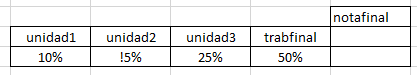 notafinal
unidad1 unidad2 unidad3 trabfinal
10% !5% 25% 50%